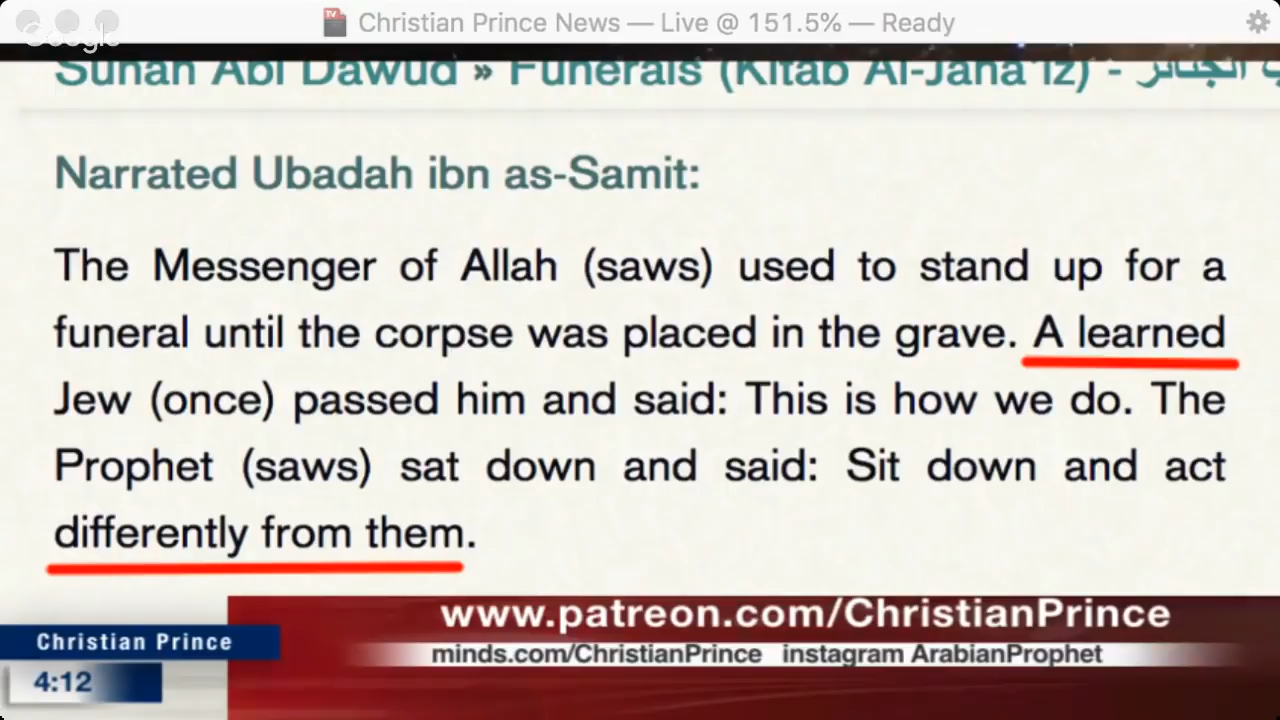 Christian Prince News — Live @ 151.5% — Ready
Google
Sunan Abi Dawud » Funerals (Kitab Al-Jana'iz) - كتاب الجنائز
Narrated Ubadah ibn as-Samit:
The Messenger of Allah (saws) used to stand up for a
funeral until the corpse was placed in the grave. A learned
Jew (once) passed him and said: This is how we do. The
Prophet (saws) sat down and said: Sit down and act
differently from them.
www.patreon.com/ChristianPrince
Christian Prince
minds.com/ChristianPrince instagram ArabianProphet
4:12